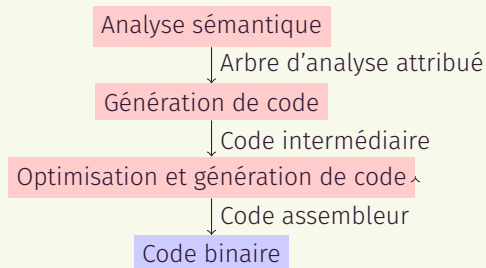 Analyse sémantique
Arbre d'analyse attribué
Génération de code
Code intermédiaire
Optimisation et génération de code
Code assembleur
Code binaire